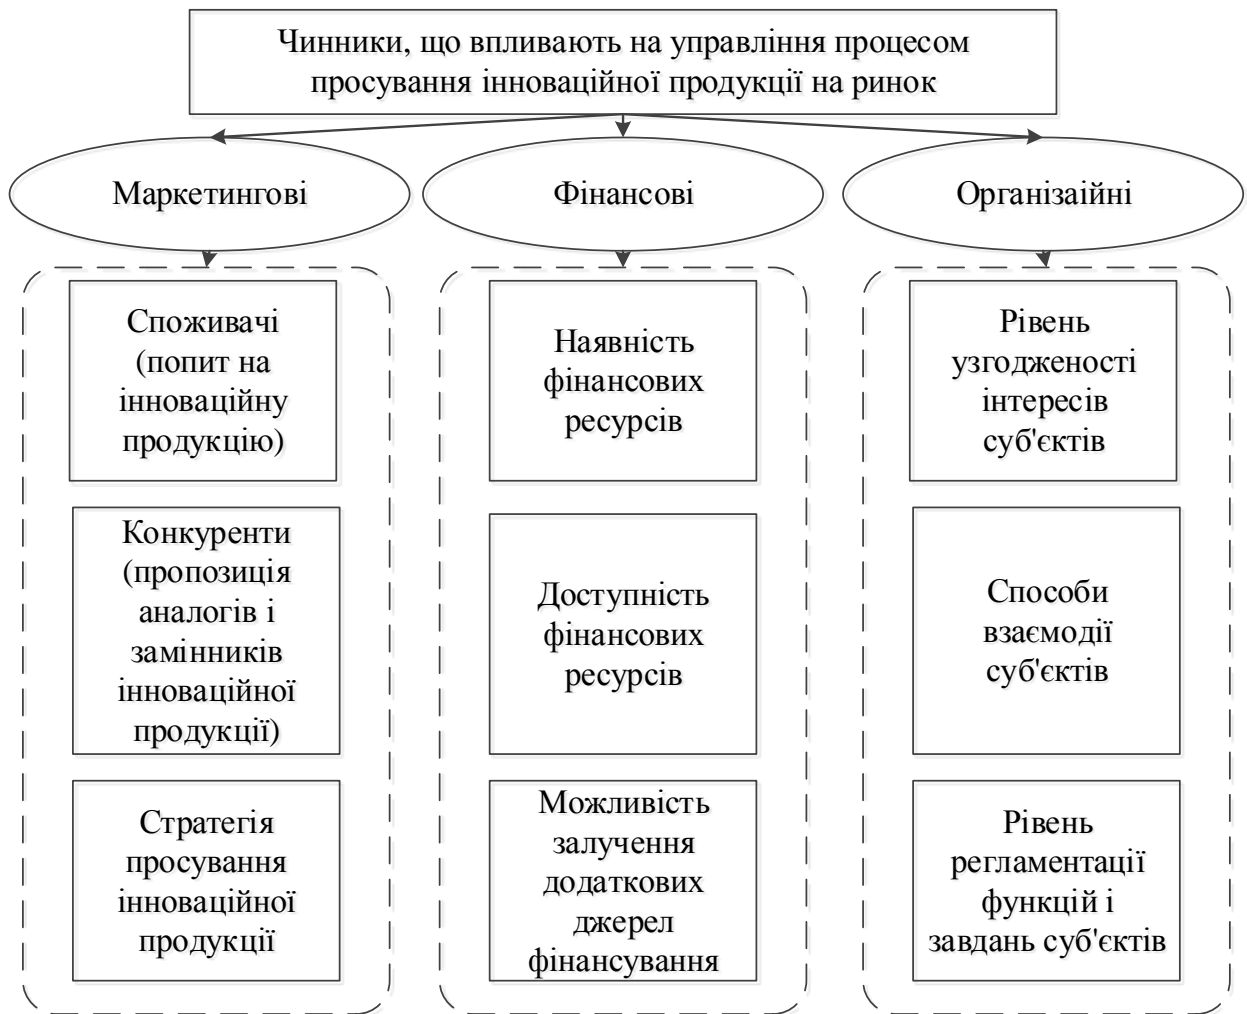 Чинники, що впливають на управління процесом
просування інноваційної продукції на ринок
Маркетингові
Фінансові
Організаійні
Споживачі
(попит на
інноваційну
продукцію)
Конкуренти
(пропозиція
аналогів і
замінників
інноваційної
продукції)
Стратегія
просування
інноваційної
продукції
Наявність
фінансових
ресурсів
Доступність
фінансових
ресурсів
Можливість
залучення
додаткових
джерел
фінансування
Рівень
узгодженості
інтересів
суб'єктів
Способи
взаємодії
суб'єктів
Рівень
регламентації
функцій і
завдань суб'єктів